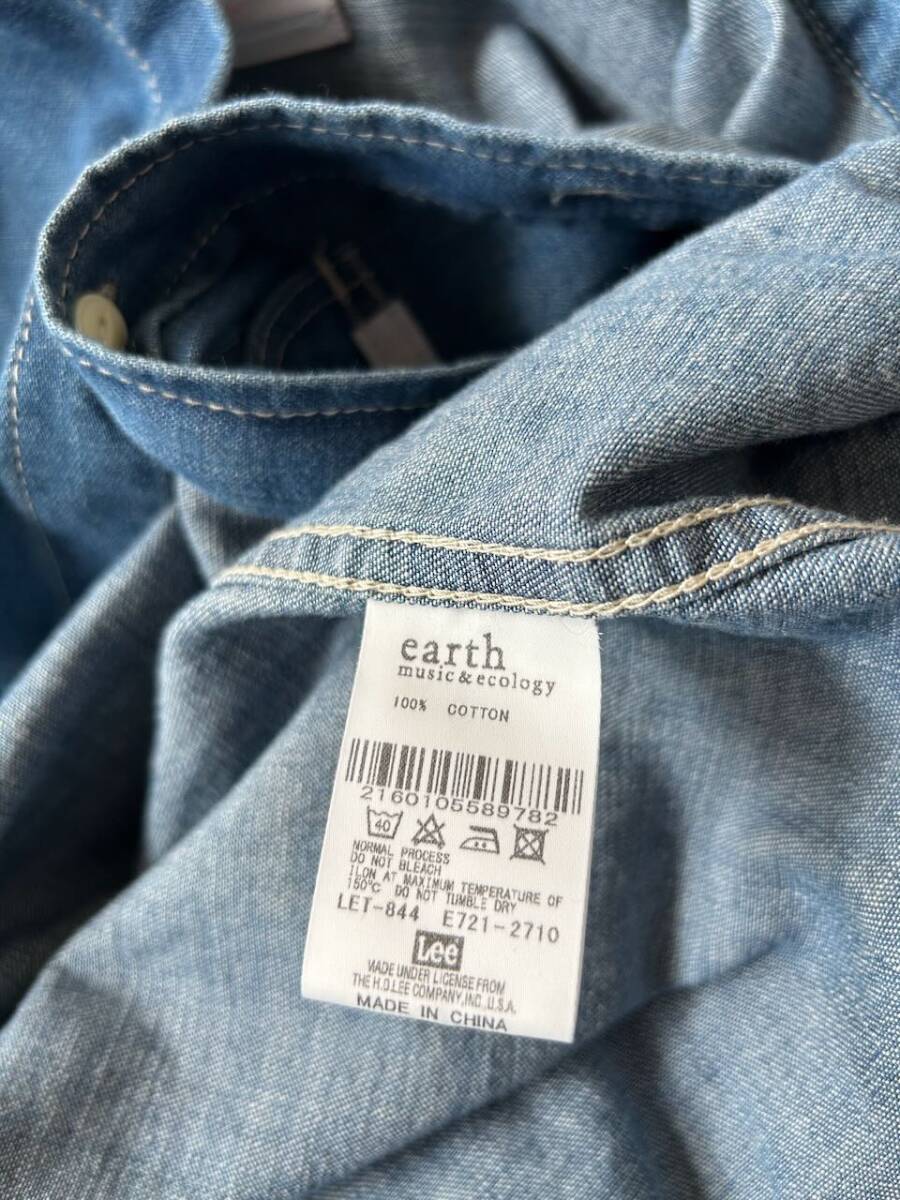 earth
music&ecology
100% COTTON
2160105589782
40
NORMAL PROCESS
DO NOT BLEACH
ILON AT MAXIMUM TEMPERATURE OF
150°C DO NOT TUMBLE DRY
LET-844 E721-2710
Lee
MADE UNDER LICENSE FROM
THE H.D.LEE COMPANY,INC.U.S.A.
MADE IN CHINA